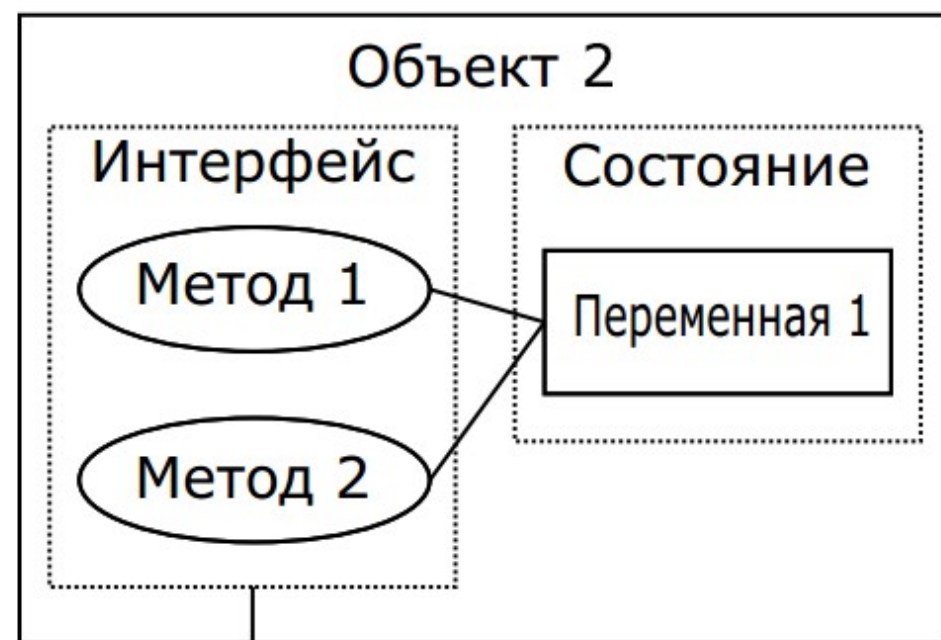 Объект 2
Интерфейс
Состояние
Метод 1
Переменная 1
Метод 2